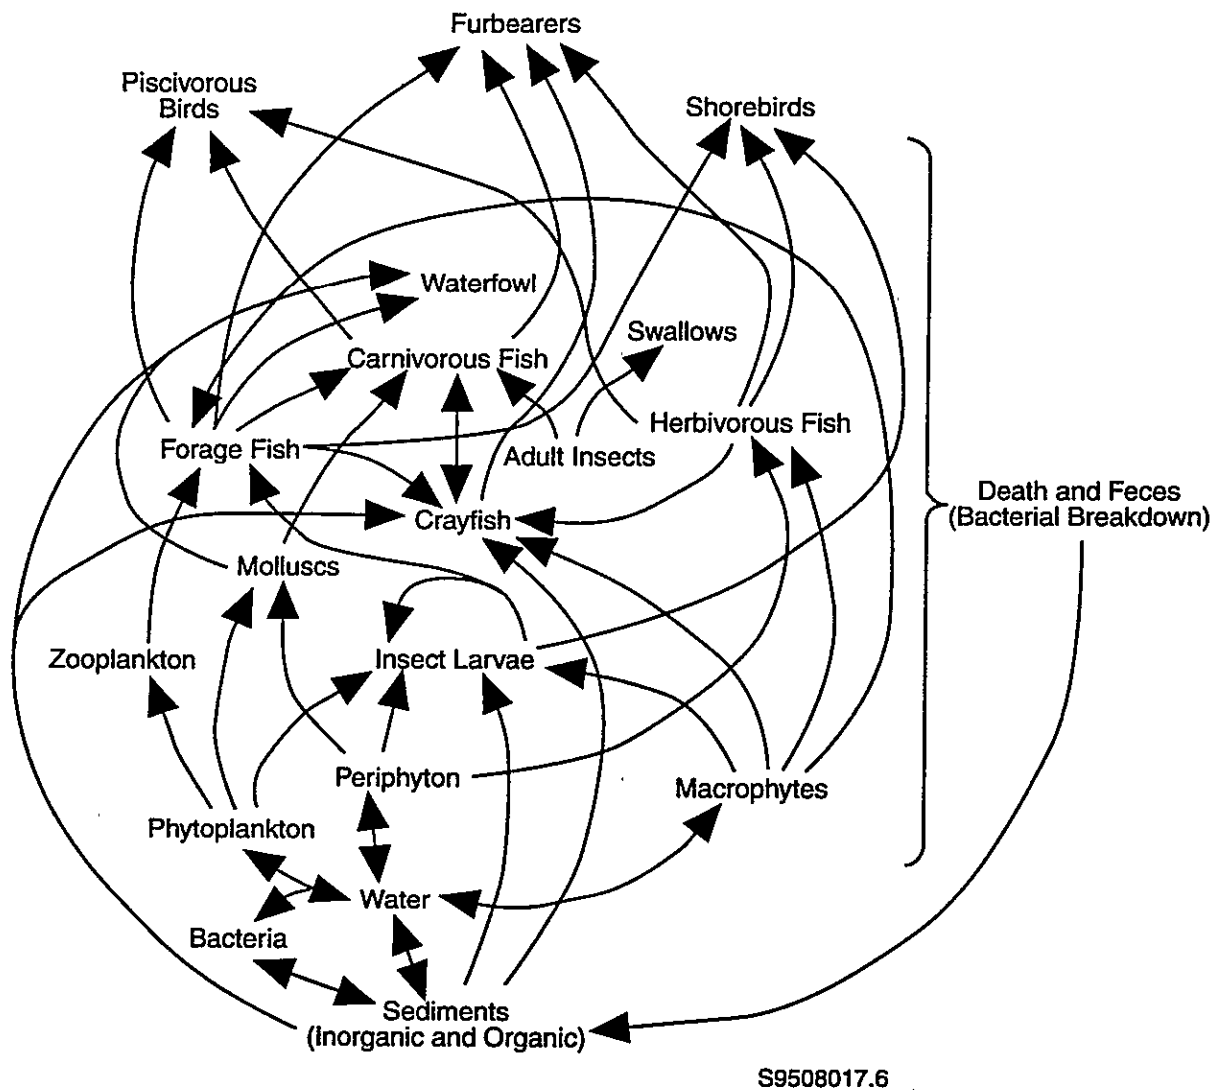 Furbearers
Piscivorous
Birds
Shorebirds
Waterfowl
Swallows
Carnivorous Fish
Herbivorous Fish
Forage Fish
Adult Insects
Death and Feces
(Bacterial Breakdown)
Crayfish
Molluscs
Zooplankton
Insect Larvae
Periphyton
Macrophytes
Phytoplankton
Water
Bacteria
Sediments
(Inorganic and Organic)
S9508017.6